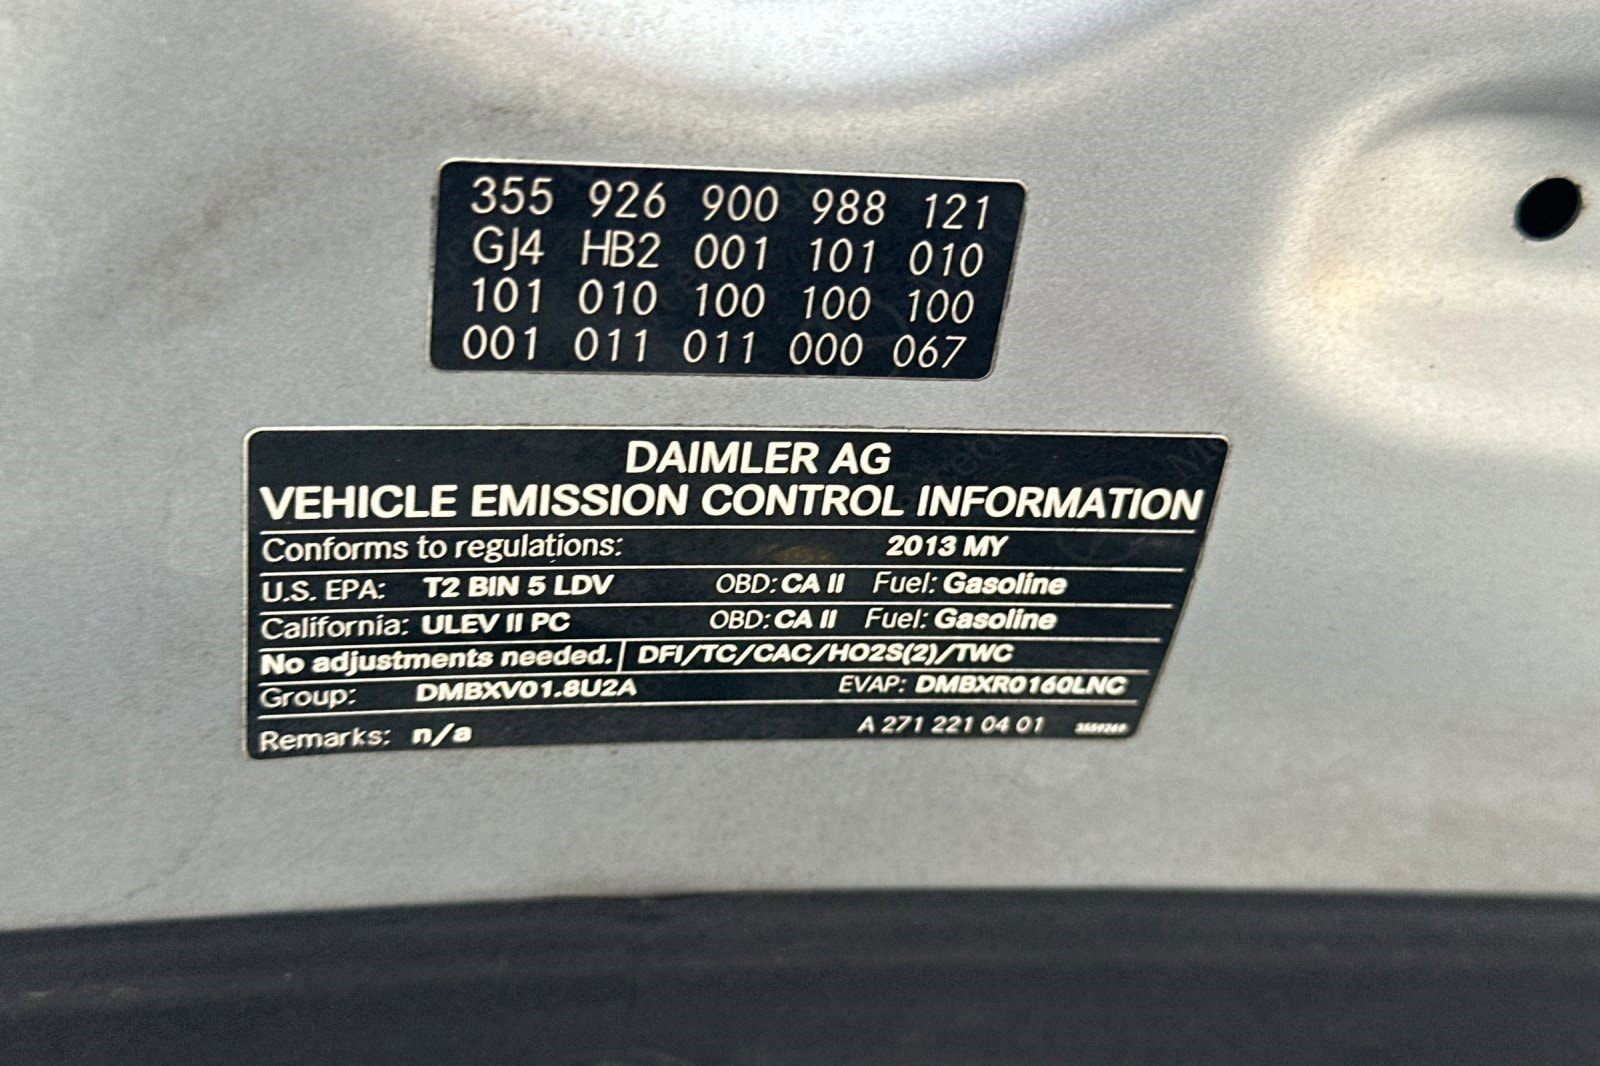 355 926 900 988 121
GJ4 HB2 001 101 010
101 010 100 100 100
001 011 011 000 067
DAIMLER AG
VEHICLE EMISSION CONTROL INFORMATION
Conforms to regulations: 2013 MY
U.S. EPA: T2 BIN 5 LDV OBD: CA II Fuel: Gasoline
California: ULEV II PC OBD: CA II Fuel: Gasoline
No adjustments needed. DFI/TC/CAC/HO2S(2)/TWC
Group: DMBXV01.8U2A EVAP: DMBXR0160LNC
Remarks: n/a A 271 221 04 01